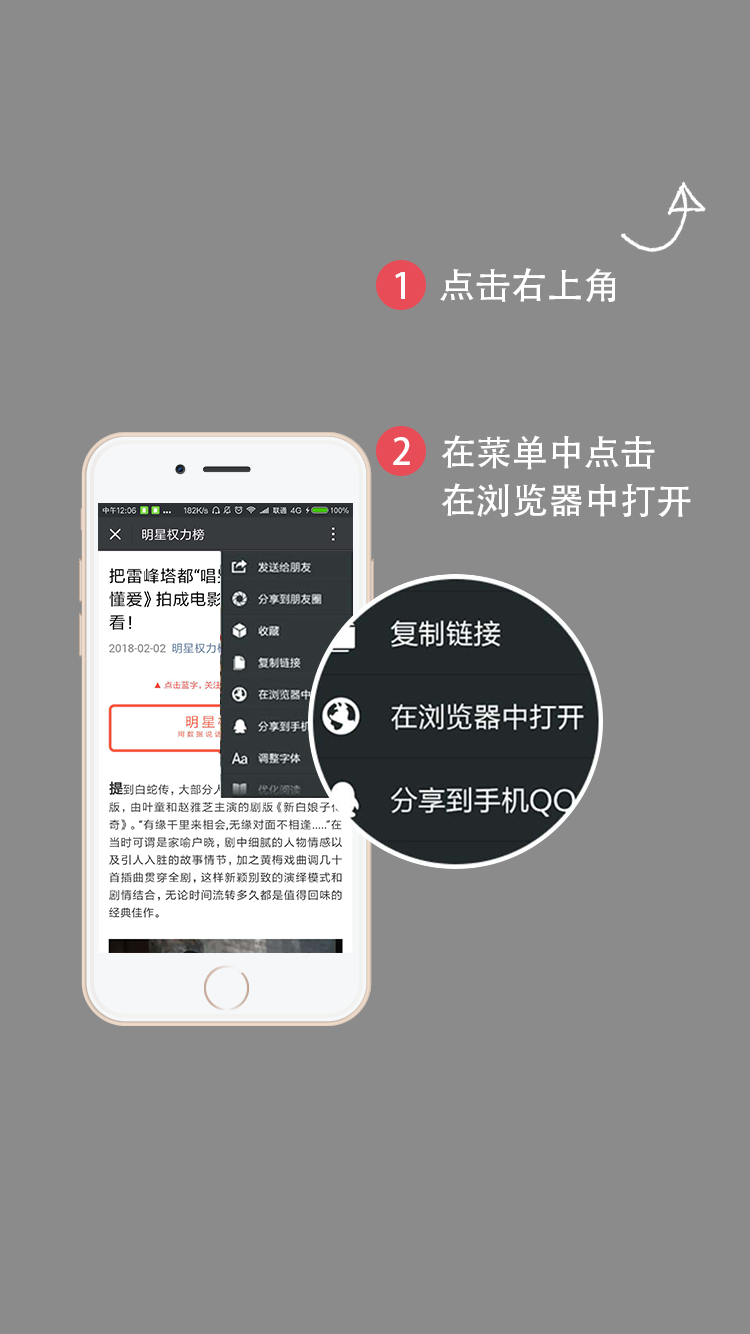 1 点击右上角
2 在菜单中点击
在浏览器中打开
中午12:06 ... 182K/s 联通 4G 100%
明星权力榜
把雷峰塔都“唱
懂爱》拍成电影
看！
2018-02-02 明星权力
点击蓝字，关注
明星
用数据说
发送给朋友
分享到朋友圈
收藏
复制链接
在浏览器中
分享到手机
Aa 调整字体
优化阅读
复制链接
在浏览器中打开
分享到手机QQ
提到白蛇传，大部分人
版，由叶童和赵雅芝主演的剧版《新白娘子传
奇》。“有缘千里来相会,无缘对面不相逢.....”在
当时可谓是家喻户晓，剧中细腻的人物情感以
及引人入胜的故事情节，加之黄梅戏曲调几十
首插曲贯穿全剧，这样新颖别致的演绎模式和
剧情结合，无论时间流转多久都是值得回味的
经典佳作。